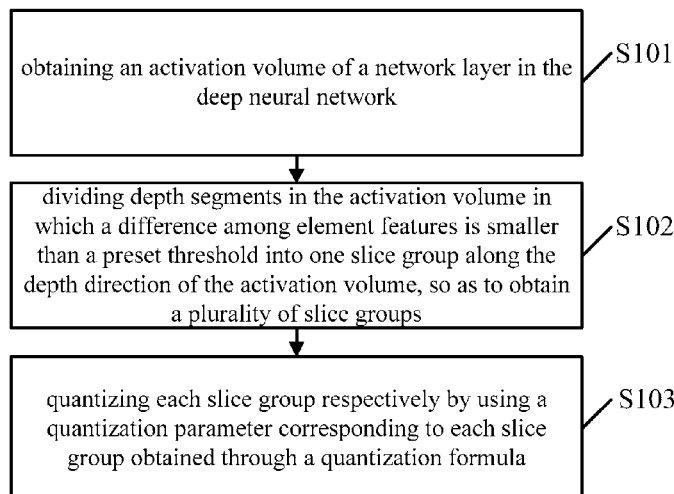 obtaining an activation volume of a network layer in the
deep neural network
S101
dividing depth segments in the activation volume in
which a difference among element features is smaller
than a preset threshold into one slice group along the
depth direction of the activation volume, so as to obtain
a plurality of slice groups
S102
quantizing each slice group respectively by using a
quantization parameter corresponding to each slice
group obtained through a quantization formula
S103